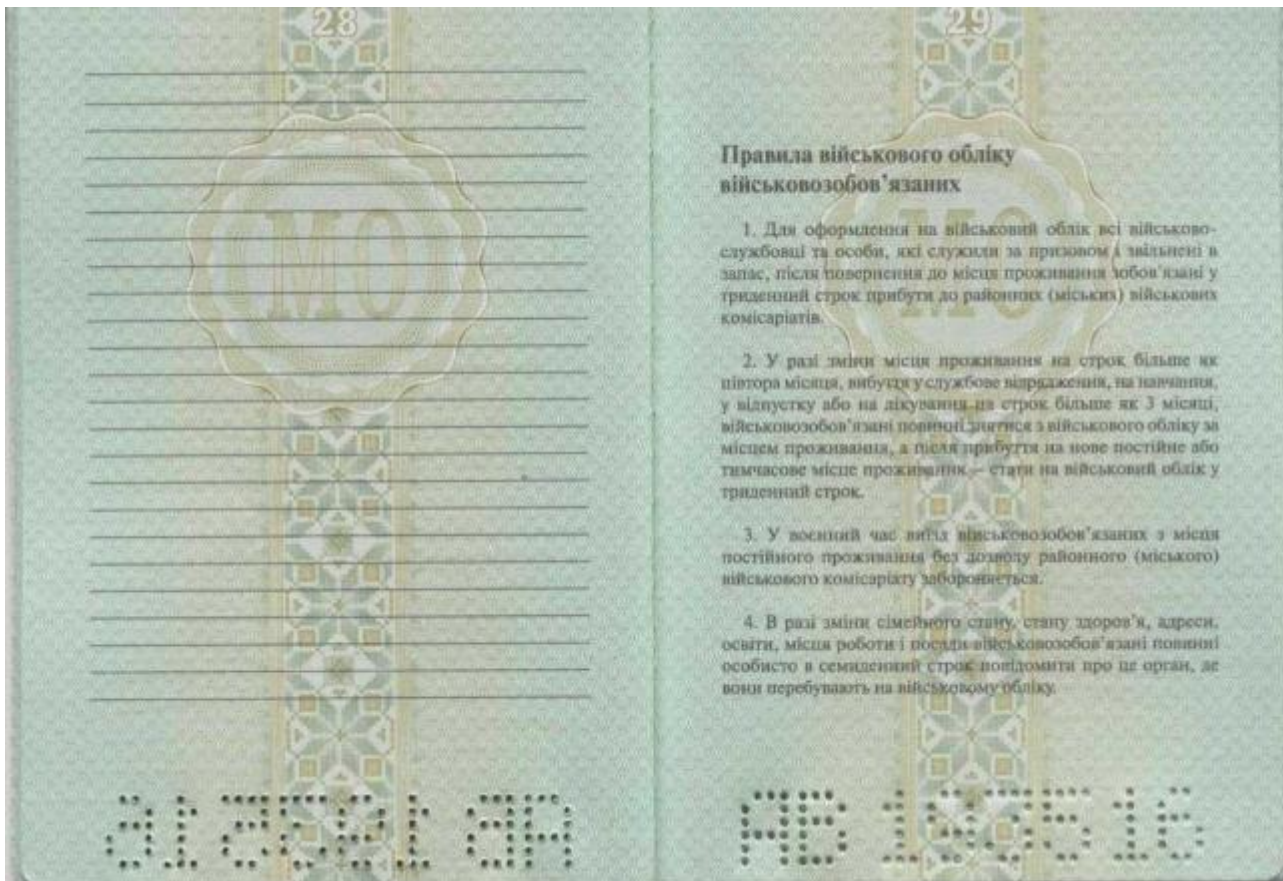 28
МО
29
Правила військового обліку
військовозобов’язаних
МО
1. Для оформлення на військовий облік всі військово-
службовці та особи, які служили за призовом і звільнені в
запас, після повернення до місця проживання зобов’язані у
триденний строк прибути до районних (міських) військових
комісаріатів.
2. У разі зміни місця проживання на строк більше як
півтора місяця, вибуття у службове відрядження, на навчання,
у відпустку або на лікування на строк більше як 3 місяці,
військовозобов’язані повинні знятися з військового обліку за
місцем проживання, а після прибуття на нове постійне або
тимчасове місце проживання – стати на військовий облік у
триденний строк.
3. У воєнний час виїзд військовозобов’язаних з місця
постійного проживання без дозволу районного (міського)
військового комісаріату забороняється.
4. В разі зміни сімейного стану, стану здоров’я, адреси,
освіти, місця роботи і посади військовозобов’язані повинні
особисто в семиденний строк повідомити про це орган, де
вони перебувають на військовому обліку.
АБ